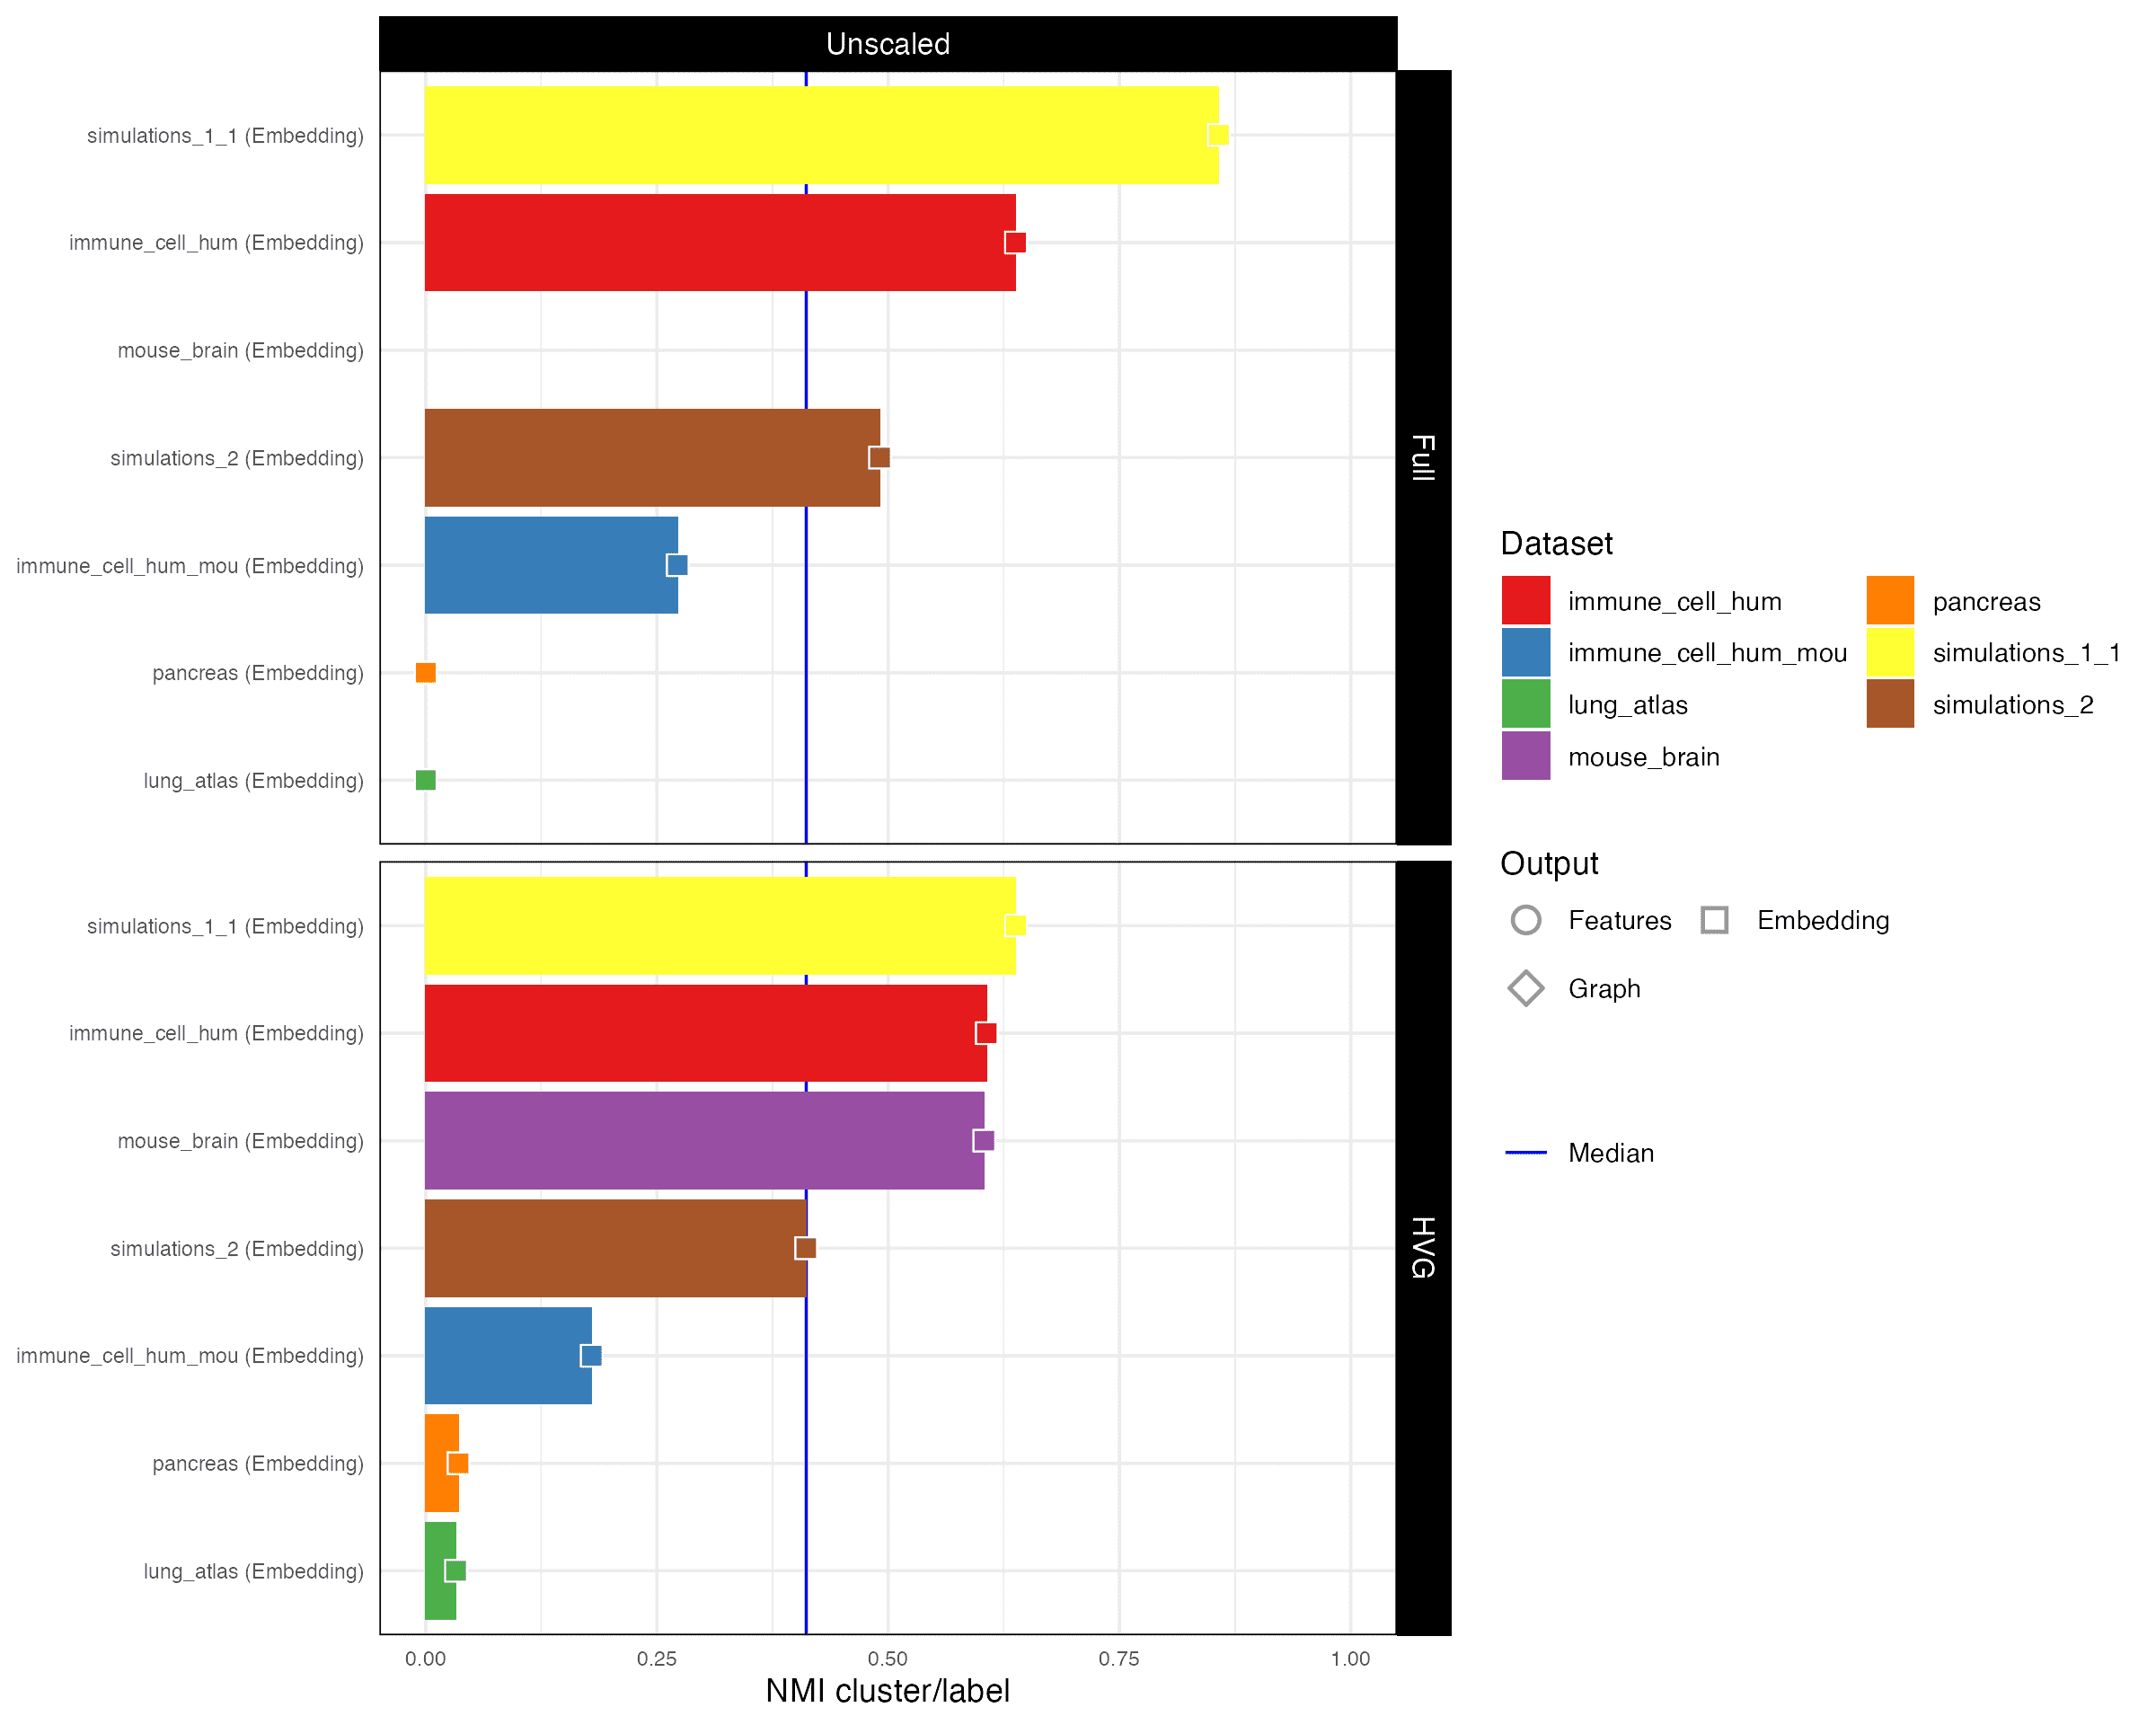 Unscaled
simulations_1_1 (Embedding)
immune_cell_hum (Embedding)
mouse_brain (Embedding)
simulations_2 (Embedding)
immune_cell_hum_mou (Embedding)
pancreas (Embedding)
lung_atlas (Embedding)
Full
simulations_1_1 (Embedding)
immune_cell_hum (Embedding)
mouse_brain (Embedding)
simulations_2 (Embedding)
immune_cell_hum_mou (Embedding)
pancreas (Embedding)
lung_atlas (Embedding)
HVG
0.00 0.25 0.50 0.75 1.00
NMI cluster/label
Dataset
immune_cell_hum pancreas
immune_cell_hum_mou simulations_1_1
lung_atlas simulations_2
mouse_brain
Output
Features Embedding
Graph
Median